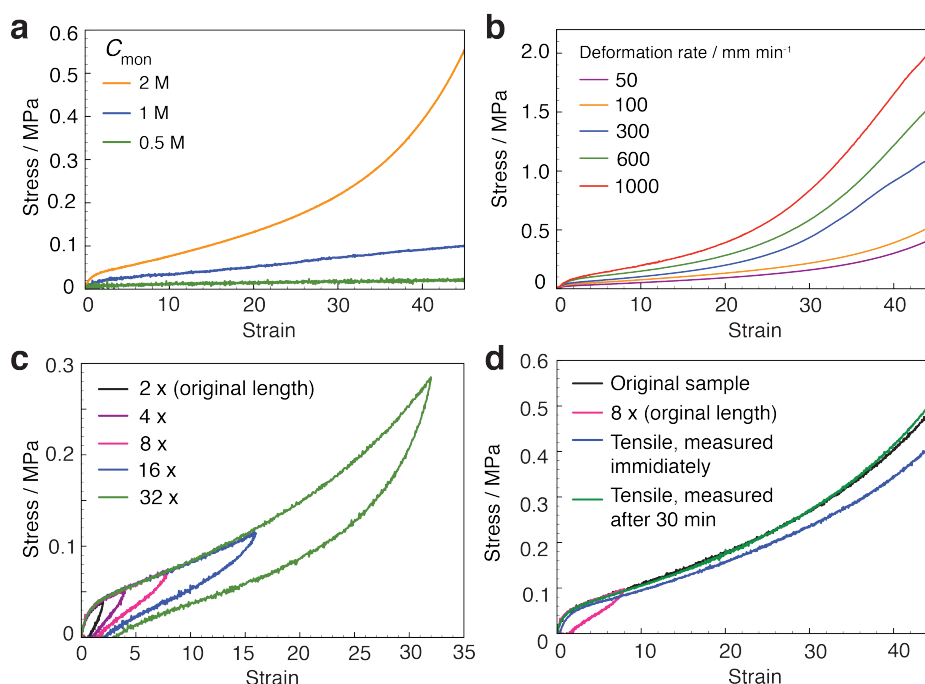 a
0.6
0.5
0.4
0.3
0.2
0.1
0
Stress / MPa
C mon
2 M
1 M
0.5 M
0
10
20
30
40
Strain
b
2.0
1.5
1.0
0.5
0
Stress / MPa
Deformation rate / mm min-1
50
100
300
600
1000
0
10
20
30
40
Strain
c
0.3
0.2
0.1
0
Stress / MPa
2 x (original length)
4 x
8 x
16 x
32 x
0
5
10
15
20
25
30
35
Strain
d
0.6
0.5
0.4
0.3
0.2
0.1
0
Stress / MPa
Original sample
8 x (orginal length)
Tensile, measured
immidiately
Tensile, measured
after 30 min
0
10
20
30
40
Strain